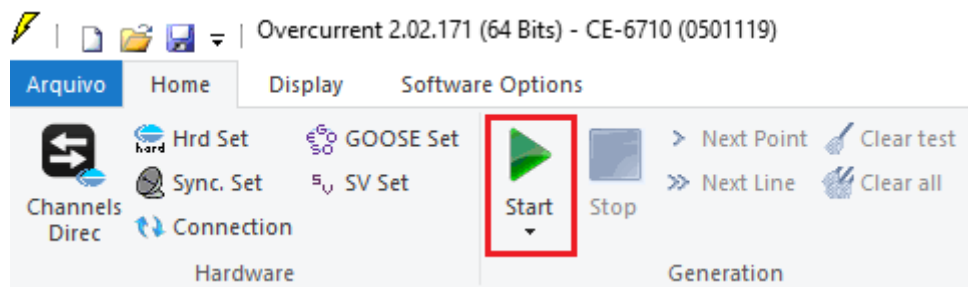 Overcurrent 2.02.171 (64 Bits) - CE-6710 (0501119)
Arquivo Home Display Software Options
hard Hrd Set GOOSE Set
Sync. Set SV Set
Channels Direc
Connection
Start
Stop
Next Point Clear test
Next Line Clear all
Hardware Generation